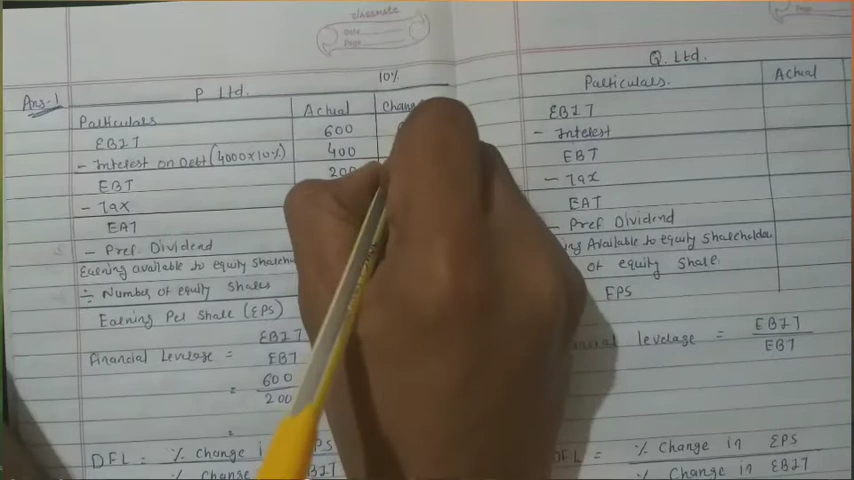 classmate
Date
Page
10%
Ans-1
P Ltd.
Particulars Actual Change
EBIT 600
- Interest on Debt (4000x10%) 400
EBT 200
- Tax
EAT
- Pref. Dividend
Earning available to equity Shareh
÷ Number of equity Shares
Earning Per Share (EPS)
Financial Leverage = EBIT
EBT
= 600
200
=
DFL = % Change i PS
% Change BIT
Q. Ltd.
Particulars. Actual
EBIT
- Interest
EBT
- Tax
EAT
- Pref Dividend
ng Available to equity Shareholder
of equity Share
EPS
leverage = EBIT
EBT
DFL = % Change in EPS
% Change in EBIT